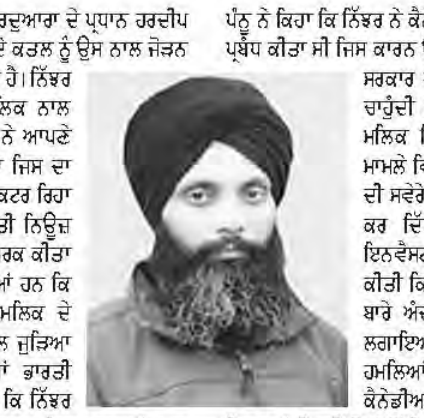 ਰਦੁਆਰਾ ਦੇ ਪ੍ਰਧਾਨ ਹਰਦੀਪ
ਦੇ ਕਤਲ ਨੂੰ ਉਸ ਨਾਲ ਜੋੜਨ
ਹੈ। ਨਿੱਝਰ
ਲਿਕ ਨਾਲ
ਨੇ ਆਪਣੇ
ਜਿਸ ਦਾ
ਕਟਰ ਰਿਹਾ
ਤੀ ਨਿਊਜ਼
ਰਕ ਕੀਤਾ
ਆਂ ਹਨ ਕਿ
ਮਲਿਕ ਦੇ
ਲ ਜੁੜਿਆ
ਾਂ ਭਾਰਤੀ
ਕਿ ਨਿੱਝਰ
ਪੰਨੂ ਨੇ ਕਿਹਾ ਕਿ ਨਿੱਝਰ ਨੇ ਕੈਨੇ
ਪ੍ਰਬੰਧ ਕੀਤਾ ਸੀ ਜਿਸ ਕਾਰਨ
ਸਰਕਾਰ
ਚਾਹੁੰਦੀ
ਮਲਿਕ
ਮਾਮਲੇ ਵਿ
ਦੀ ਸਵੇਰੇ
ਕਰ ਦਿੱ
ਇਨਵੈਸਟ
ਕੀਤੀ ਕਿ
ਬਾਰੇ ਅੰਦ
ਲਗਾਇਆ
ਹਮਲਿਆਂ
ਕੈਨੇਡੀਅ